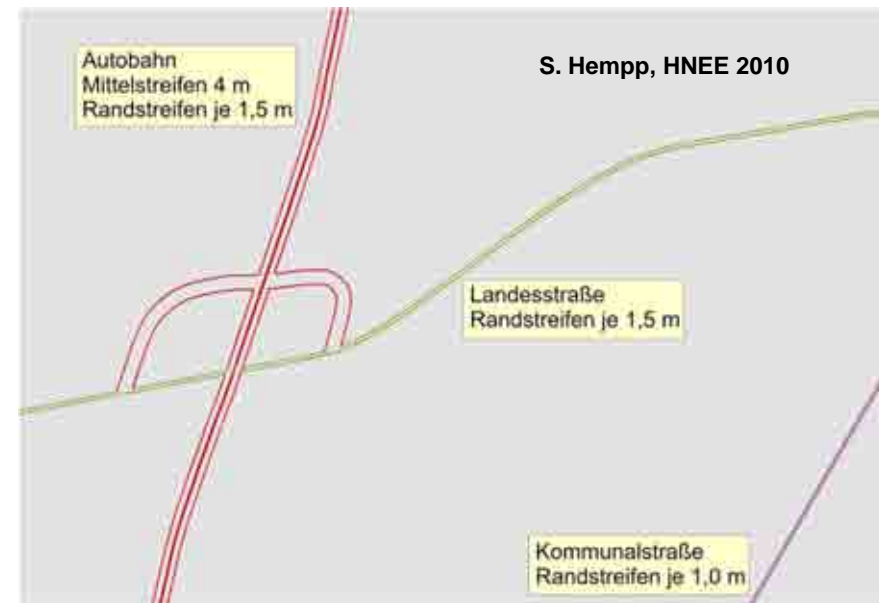 Autobahn
Mittelstreifen 4 m
Randstreifen je 1,5 m
S. Hempp, HNEE 2010
Landesstraße
Randstreifen je 1,5 m
Kommunalstraße
Randstreifen je 1,0 m